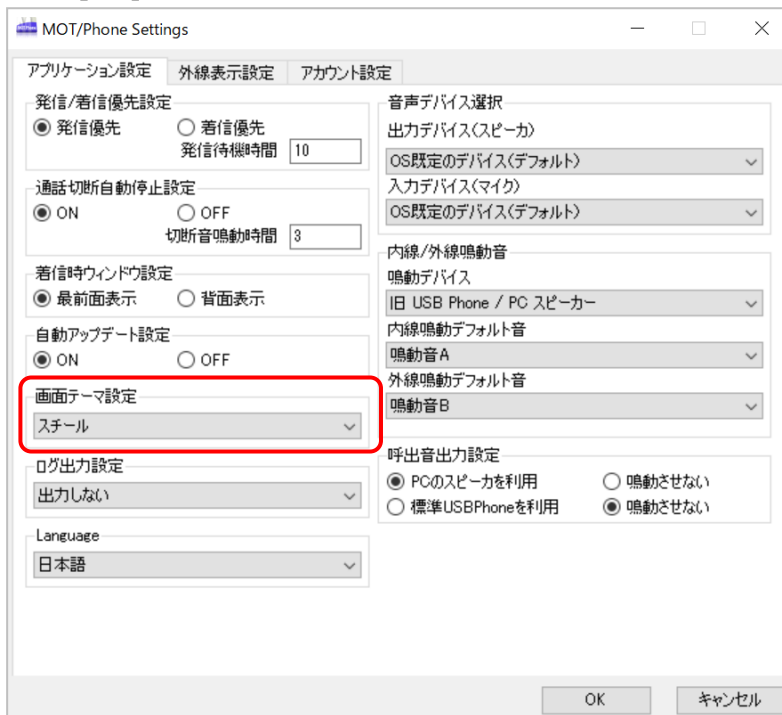 MOT/Phone Settings
アプリケーション設定 外線表示設定 アカウント設定
発信/着信優先設定
発信優先 着信優先
発信待機時間 10
通話切断自動停止設定
ON OFF
切断音鳴動時間 3
着信時ウィンドウ設定
最前面表示 背面表示
自動アップデート設定
ON OFF
画面テーマ設定
スチール
ログ出力設定
出力しない
Language
日本語
音声デバイス選択
出力デバイス(スピーカ)
OS既定のデバイス(デフォルト)
入力デバイス(マイク)
OS既定のデバイス(デフォルト)
内線/外線鳴動音
鳴動デバイス
旧 USB Phone / PC スピーカー
内線鳴動デフォルト音
鳴動音A
外線鳴動デフォルト音
鳴動音B
呼出音出力設定
PCのスピーカを利用 鳴動させない
標準USBPhoneを利用 鳴動させない
OK キャンセル